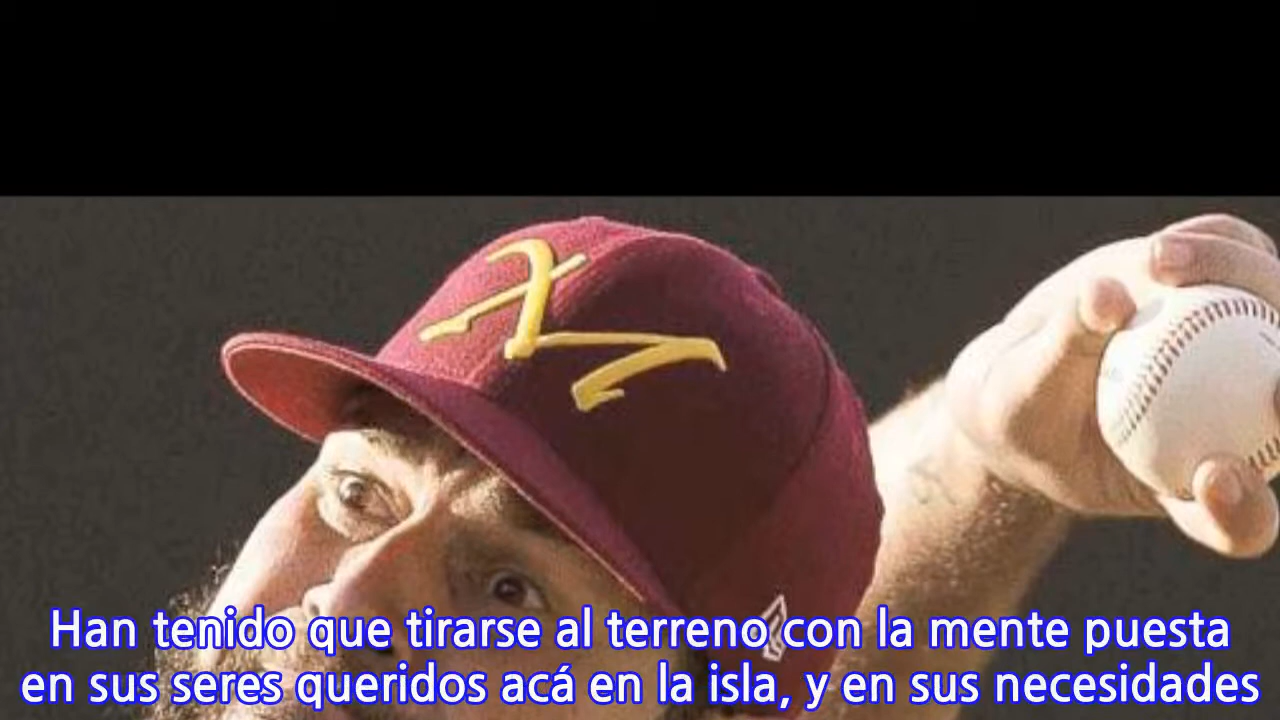 Han tenido que tirarse al terreno con la mente puesta
en sus seres queridos acá en la isla, y en sus necesidades